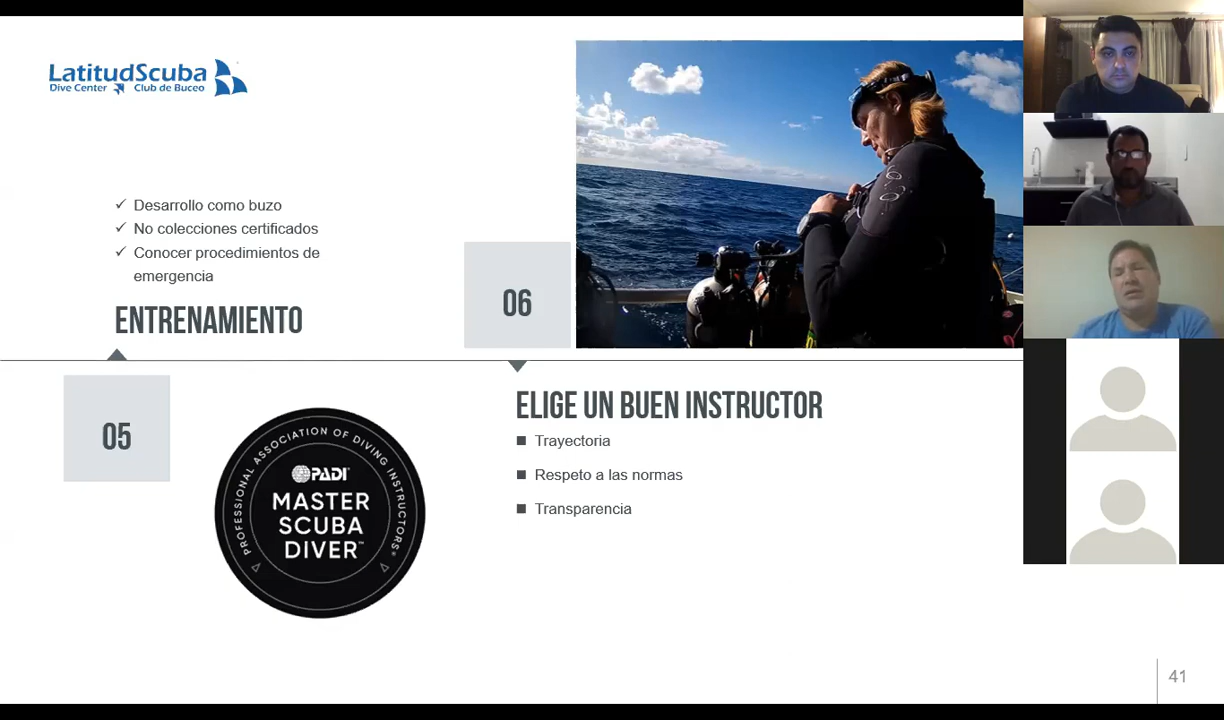 LatitudScuba
Dive Center Club de Buceo
✓ Desarrollo como buzo
✓ No colecciones certificados
✓ Conocer procedimientos de
emergencia
ENTRENAMIENTO
05
PROFESSIONAL ASSOCIATION OF DIVING INSTRUCTORS®
PADI
MASTER
SCUBA
DIVER™
06
ELIGE UN BUEN INSTRUCTOR
■ Trayectoria
■ Respeto a las normas
■ Transparencia
41